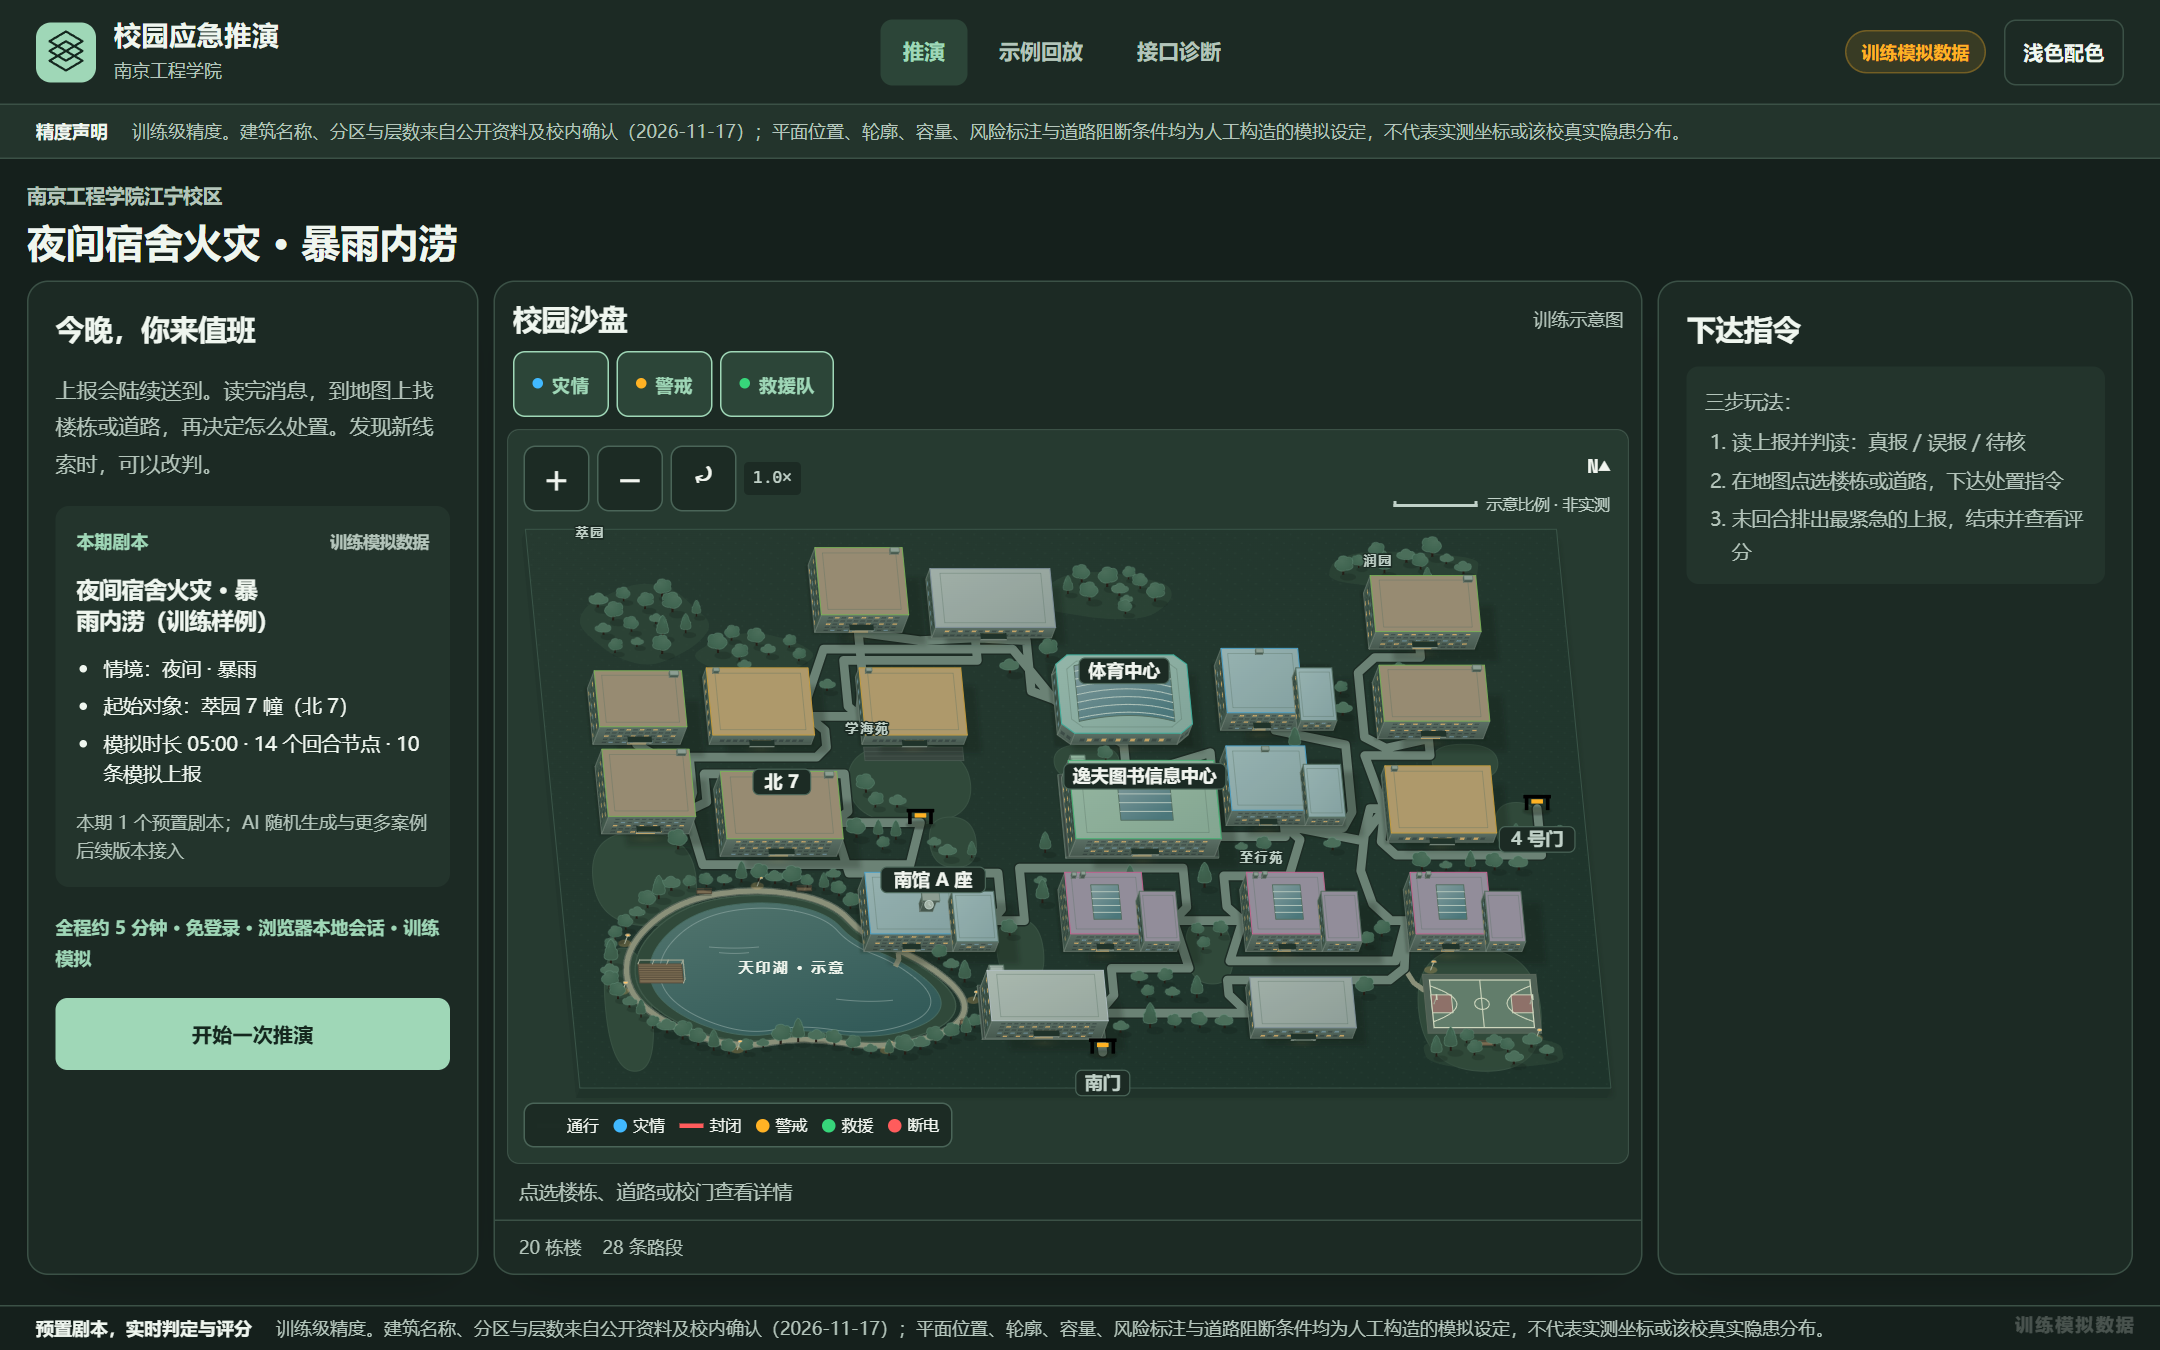 校园应急推演
南京工程学院
推演
示例回放
接口诊断
训练模拟数据
浅色配色
精度声明 训练级精度。建筑名称、分区与层数来自公开资料及校内确认（2026-11-17）；平面位置、轮廓、容量、风险标注与道路阻断条件均为人工构造的模拟设定，不代表实测坐标或该校真实隐患分布。
南京工程学院江宁校区
夜间宿舍火灾·暴雨内涝
今晚，你来值班
上报会陆续送到。读完消息，到地图上找
楼栋或道路，再决定怎么处置。发现新线
索时，可以改判。
本期剧本
训练模拟数据
夜间宿舍火灾·暴
雨内涝（训练样例）
• 情境：夜间 · 暴雨
• 起始对象：萃园 7 幢（北 7）
• 模拟时长 05:00 · 14 个回合节点 · 10
条模拟上报
本期 1 个预置剧本；AI 随机生成与更多案例
后续版本接入
全程约 5 分钟 · 免登录 · 浏览器本地会话 · 训练
模拟
开始一次推演
校园沙盘
训练示意图
灾情
警戒
救援队
+
−
1.0×
N▲
示意比例 · 非实测
萃园
润园
体育中心
学海苑
逸夫图书信息中心
北 7
4 号门
至行苑
南馆 A 座
天印湖 · 示意
南门
通行 灾情 封闭 警戒 救援 断电
点选楼栋、道路或校门查看详情
20 栋楼 28 条路段
下达指令
三步玩法：
1. 读上报并判读：真报 / 误报 / 待核
2. 在地图点选楼栋或道路，下达处置指令
3. 末回合排出最紧急的上报，结束并查看评
分
预置剧本，实时判定与评分 训练级精度。建筑名称、分区与层数来自公开资料及校内确认（2026-11-17）；平面位置、轮廓、容量、风险标注与道路阻断条件均为人工构造的模拟设定，不代表实测坐标或该校真实隐患分布。
训练模拟数据